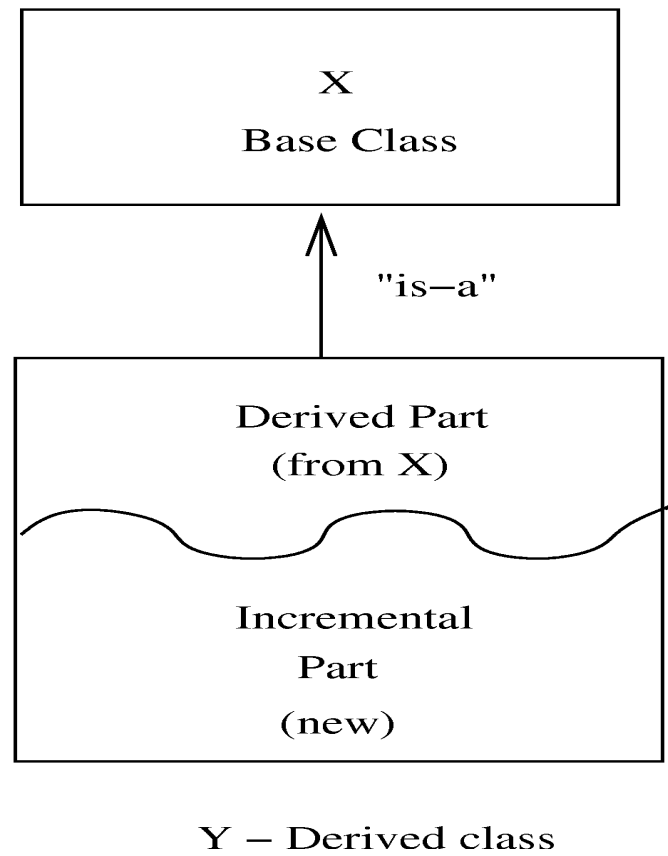 X
Base Class
"is–a"
Derived Part
(from X)
Incremental
Part
(new)
Y – Derived class